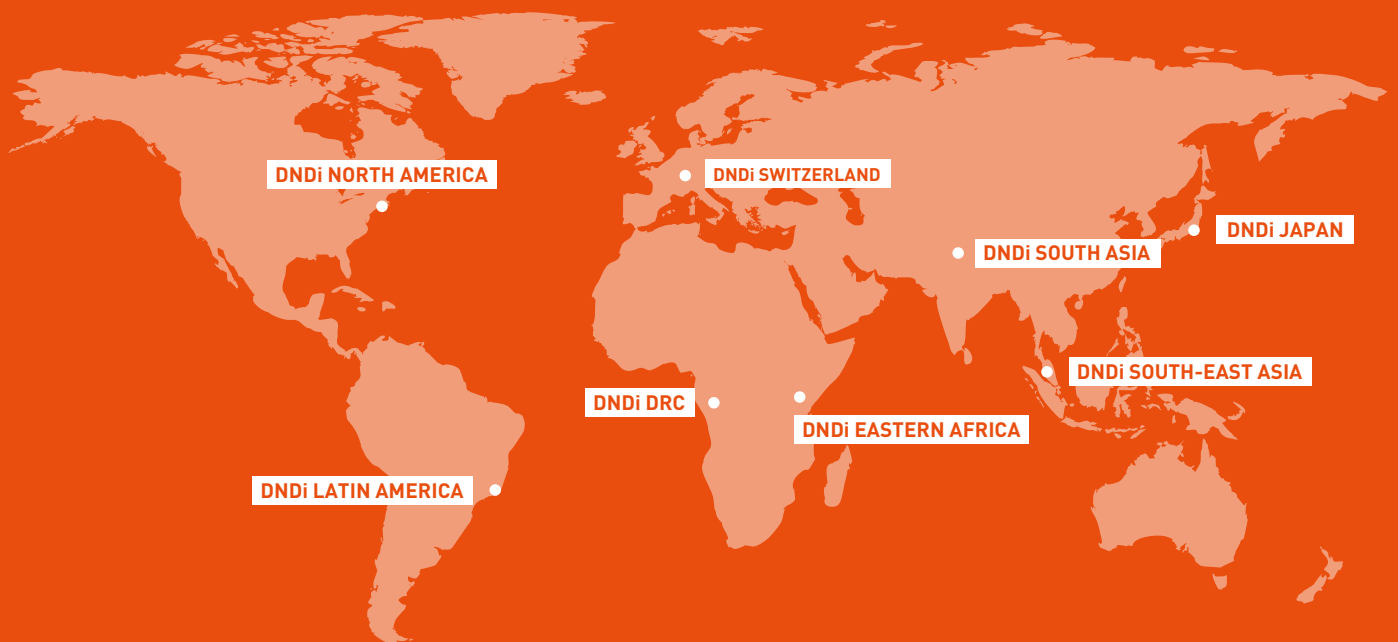 DNDi NORTH AMERICA
DNDi SWITZERLAND
DNDi JAPAN
DNDi SOUTH ASIA
DNDi SOUTH-EAST ASIA
DNDi DRC
DNDi EASTERN AFRICA
DNDi LATIN AMERICA